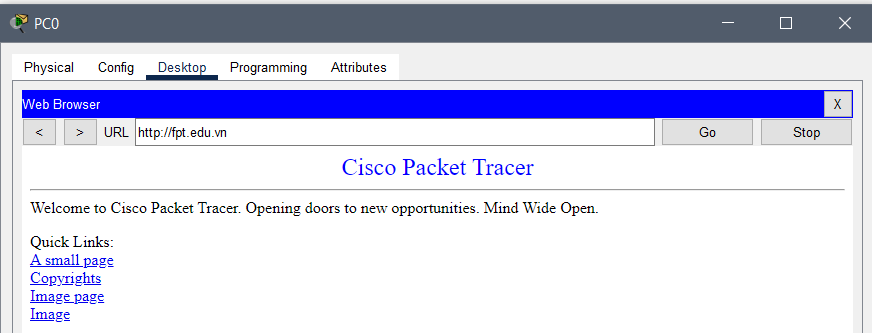 PC0
Physical Config Desktop Programming Attributes
Web Browser X
< > URL http://fpt.edu.vn Go Stop
Cisco Packet Tracer
Welcome to Cisco Packet Tracer. Opening doors to new opportunities. Mind Wide Open.
Quick Links:
A small page
Copyrights
Image page
Image